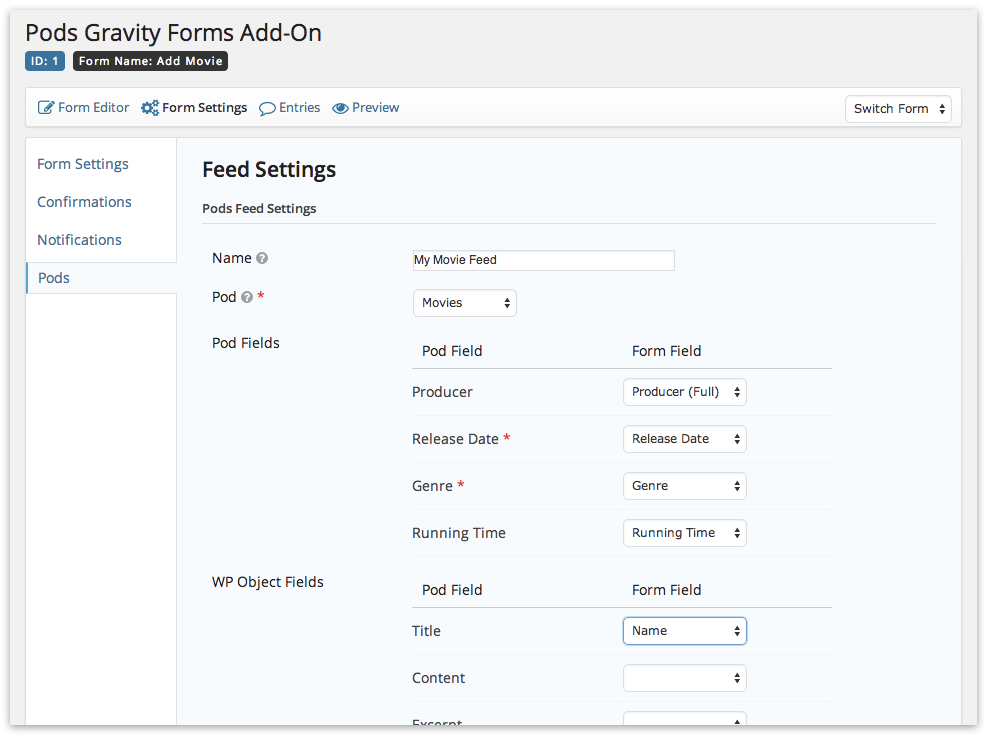 Pods Gravity Forms Add-On
ID: 1 Form Name: Add Movie
Form Editor Form Settings Entries Preview Switch Form
Form Settings
Confirmations
Notifications
Pods
Feed Settings
Pods Feed Settings
Name ? My Movie Feed
Pod ? * Movies
Pod Fields Pod Field Form Field
Producer Producer (Full)
Release Date * Release Date
Genre * Genre
Running Time Running Time
WP Object Fields Pod Field Form Field
Title Name
Content
Excerpt